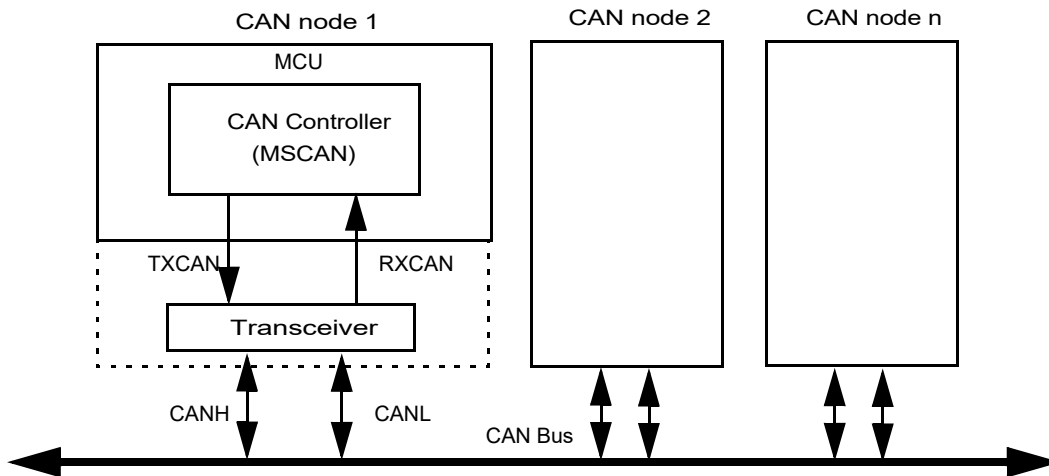 CAN node 1
CAN node 2
CAN node n
MCU
CAN Controller
(MSCAN)
TXCAN
RXCAN
Transceiver
CANH
CANL
CAN Bus